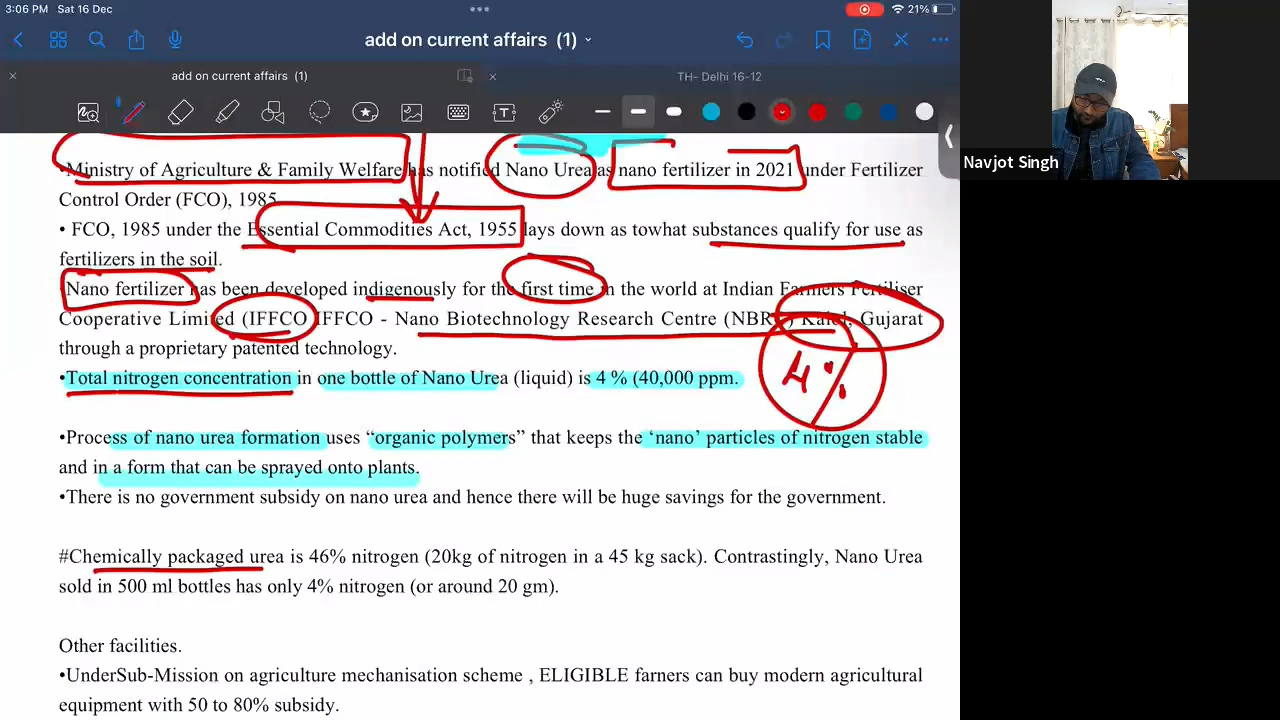 3:06 PM Sat 16 Dec
21%
add on current affairs (1)
add on current affairs (1)
TH- Delhi 16-12
Navjot Singh
•Ministry of Agriculture & Family Welfare has notified Nano Urea as nano fertilizer in 2021 under Fertilizer
Control Order (FCO), 1985
• FCO, 1985 under the Essential Commodities Act, 1955 lays down as towhat substances qualify for use as
fertilizers in the soil.
•Nano fertilizer has been developed indigenously for the first time in the world at Indian Farmers Fertiliser
Cooperative Limited (IFFCO IFFCO - Nano Biotechnology Research Centre (NBRC) Kalol, Gujarat
through a proprietary patented technology.
•Total nitrogen concentration in one bottle of Nano Urea (liquid) is 4 % (40,000 ppm.
4%
•Process of nano urea formation uses “organic polymers” that keeps the ‘nano’ particles of nitrogen stable
and in a form that can be sprayed onto plants.
•There is no government subsidy on nano urea and hence there will be huge savings for the government.
#Chemically packaged urea is 46% nitrogen (20kg of nitrogen in a 45 kg sack). Contrastingly, Nano Urea
sold in 500 ml bottles has only 4% nitrogen (or around 20 gm).
Other facilities.
•UnderSub-Mission on agriculture mechanisation scheme , ELIGIBLE farners can buy modern agricultural
equipment with 50 to 80% subsidy.